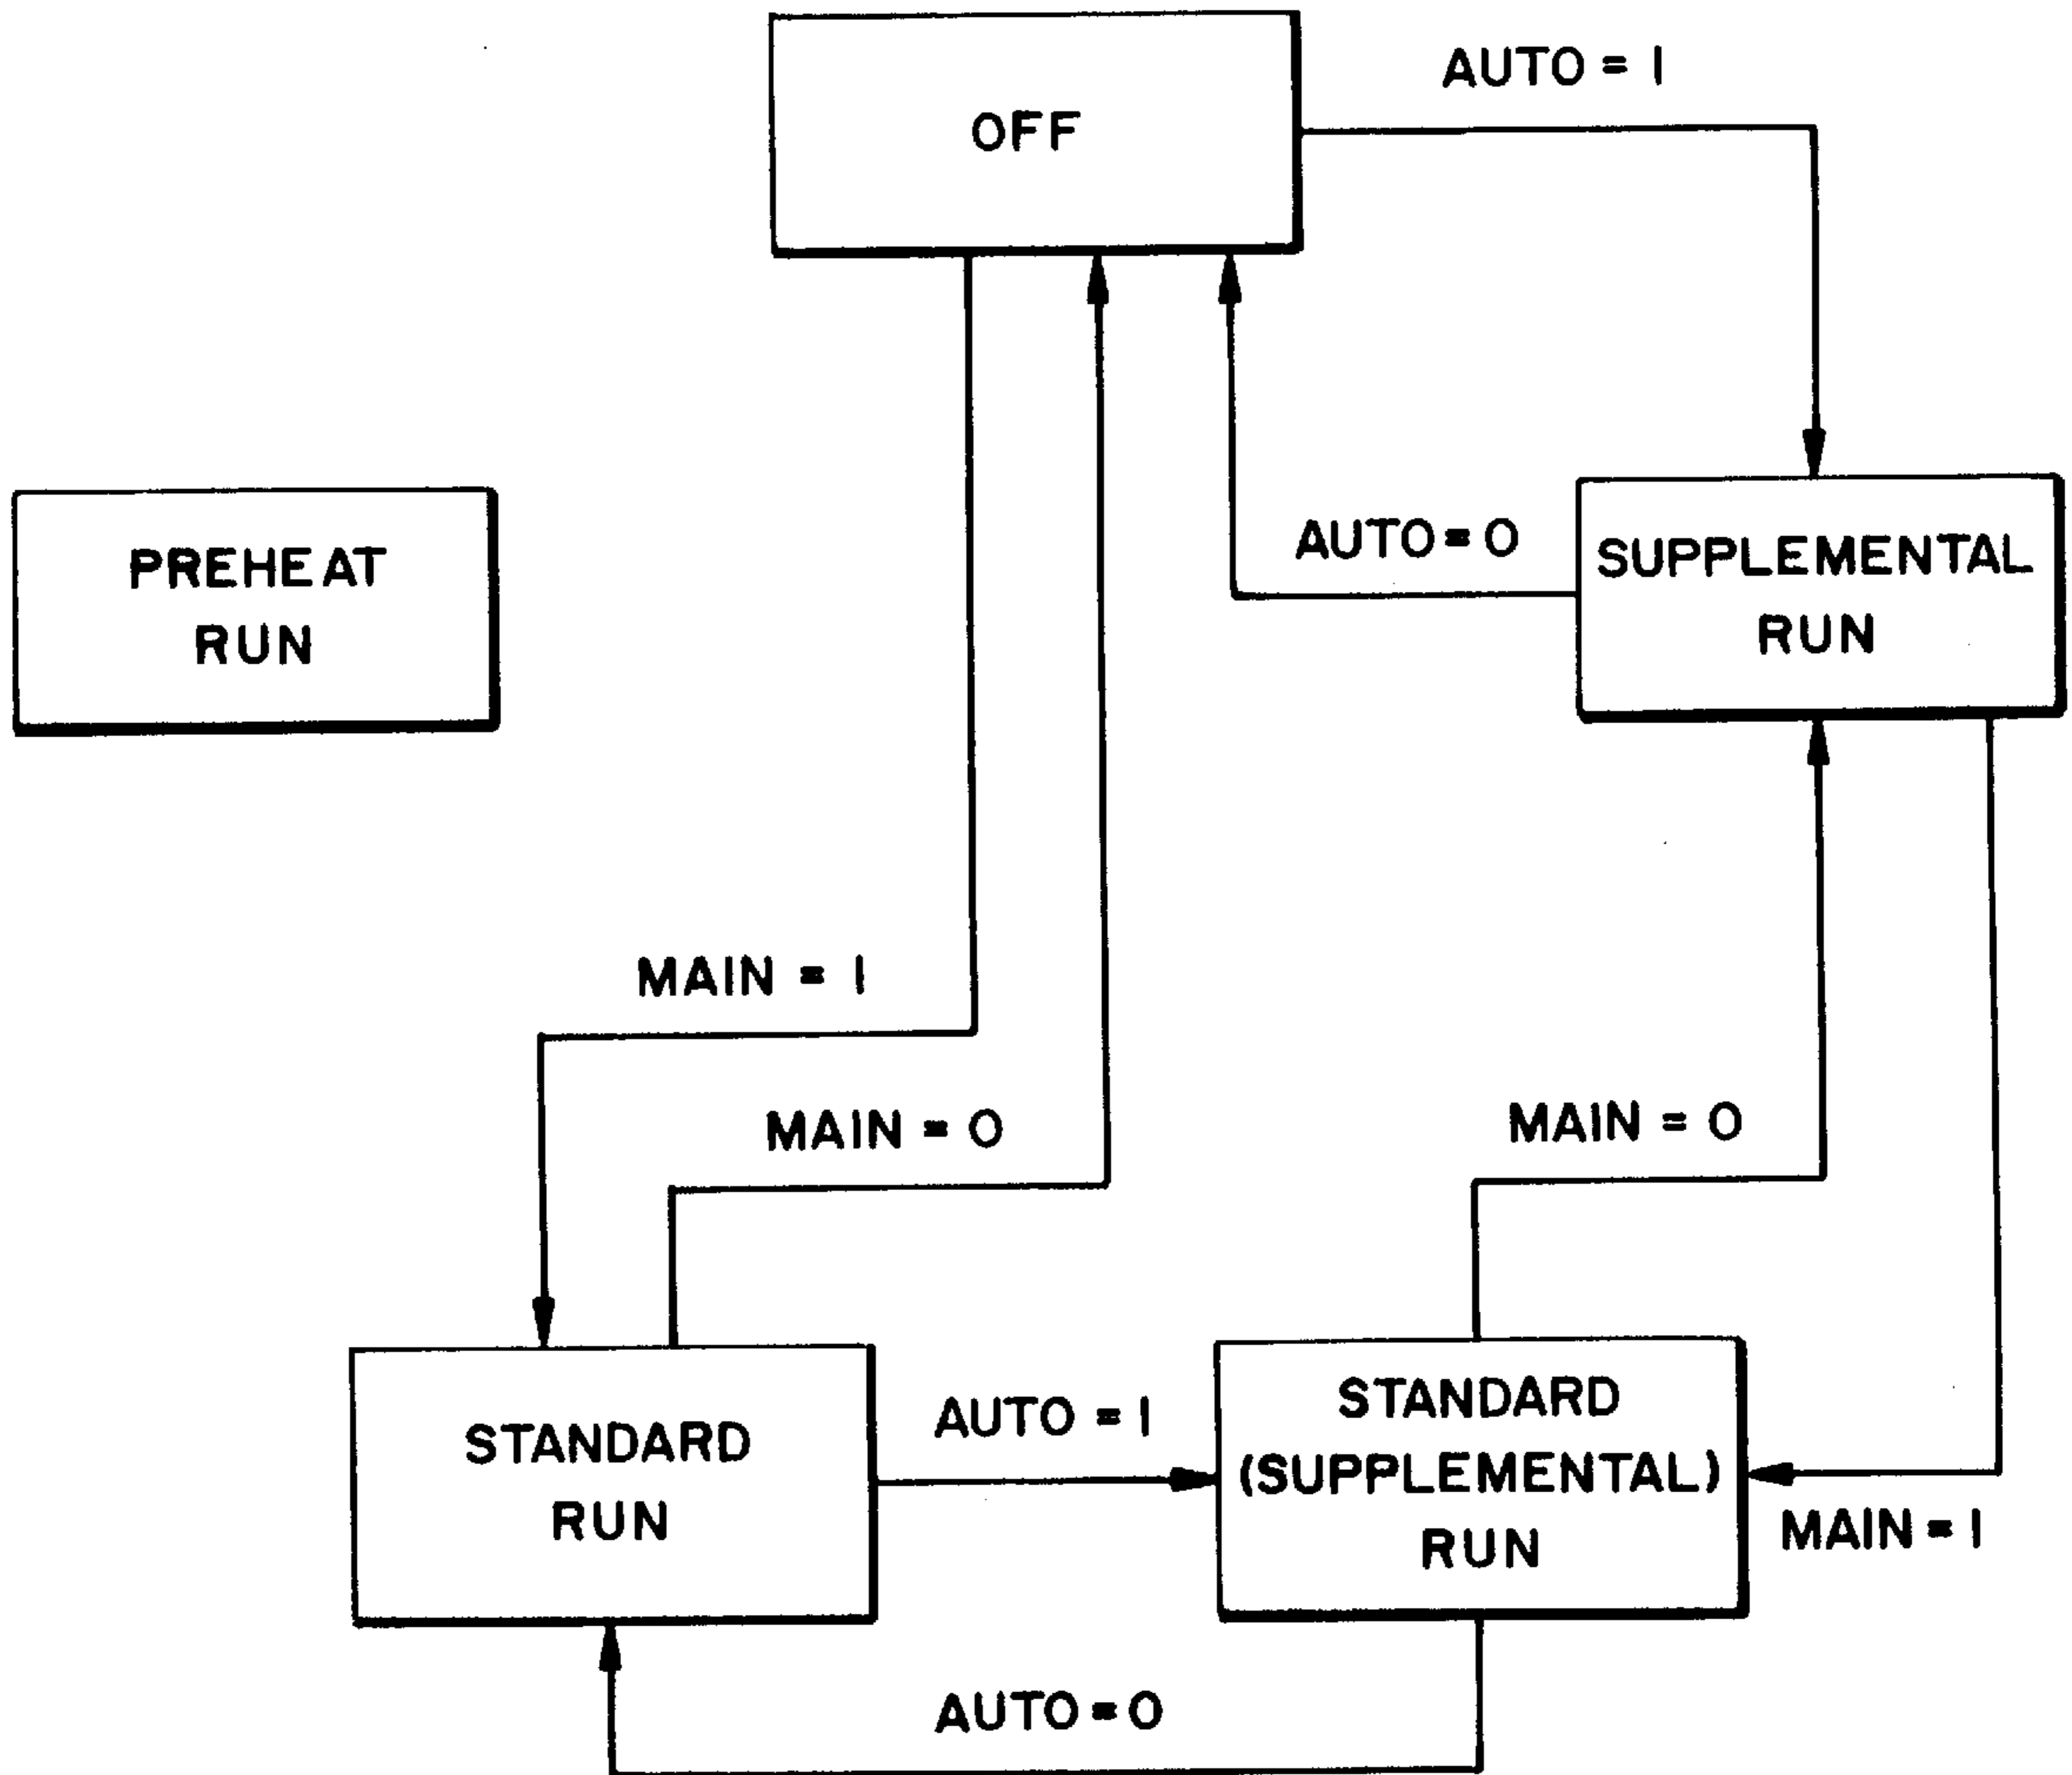 OFF
AUTO = 1
PREHEAT
RUN
AUTO = 0
SUPPLEMENTAL
RUN
MAIN = 1
MAIN = 0
MAIN = 0
STANDARD
RUN
AUTO = 1
STANDARD
(SUPPLEMENTAL)
RUN
MAIN = 1
AUTO = 0